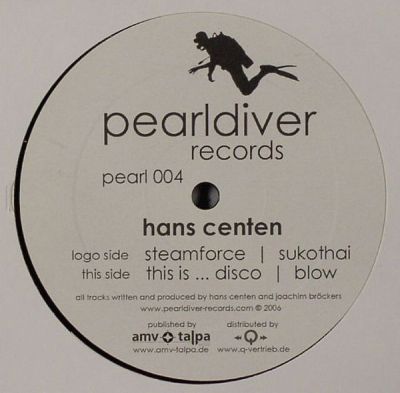 pearldiver
records
pearl 004
hans centen
logo side steamforce | sukothai
this side this is ... disco | blow
all tracks written and produced by hans centen and joachim bröckers
www.pearldiver-records.com © 2006
published by distributed by
amv talpa Q
www.amv-talpa.de www.q-vertrieb.de